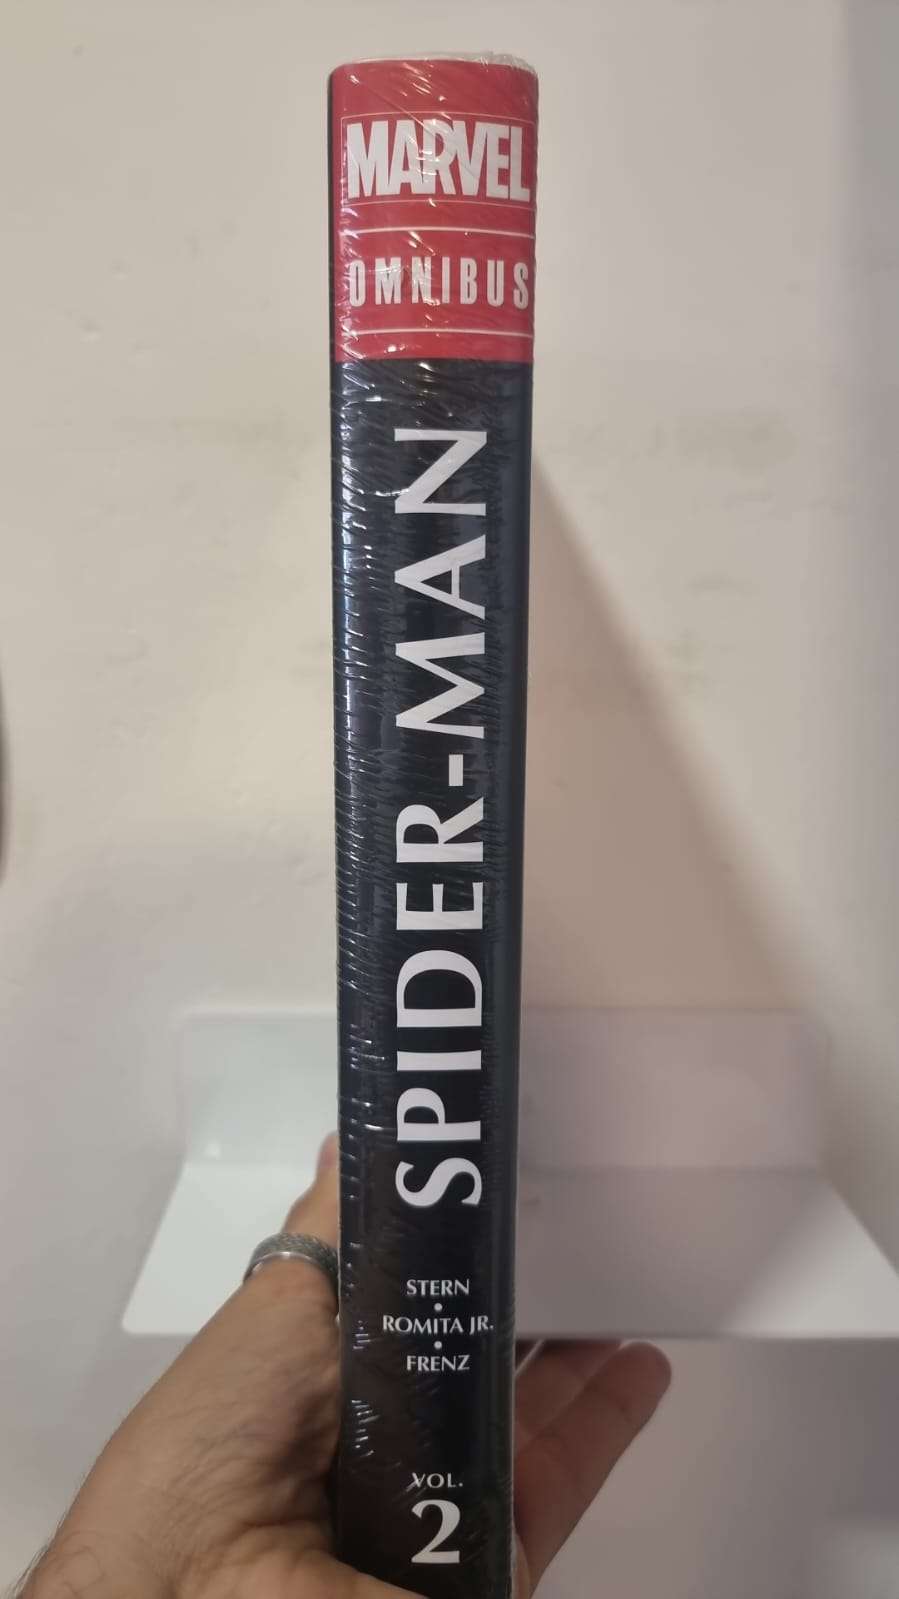 MARVEL
OMNIBUS
SPIDER-MAN
STERN
•
ROMITA JR.
•
FRENZ
VOL.
2